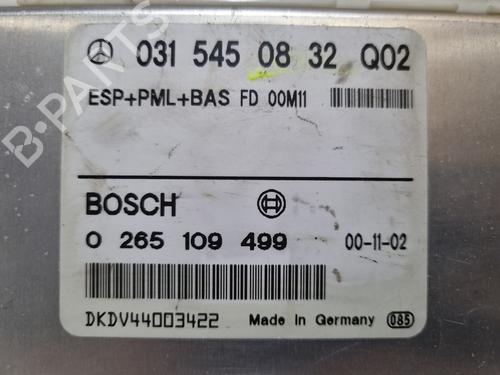 031 545 08 32 Q02
ESP+PML+BAS FD 00M11
BOSCH
0 265 109 499 00-11-02
DKDV44003422 Made in Germany 085
B-PARTS